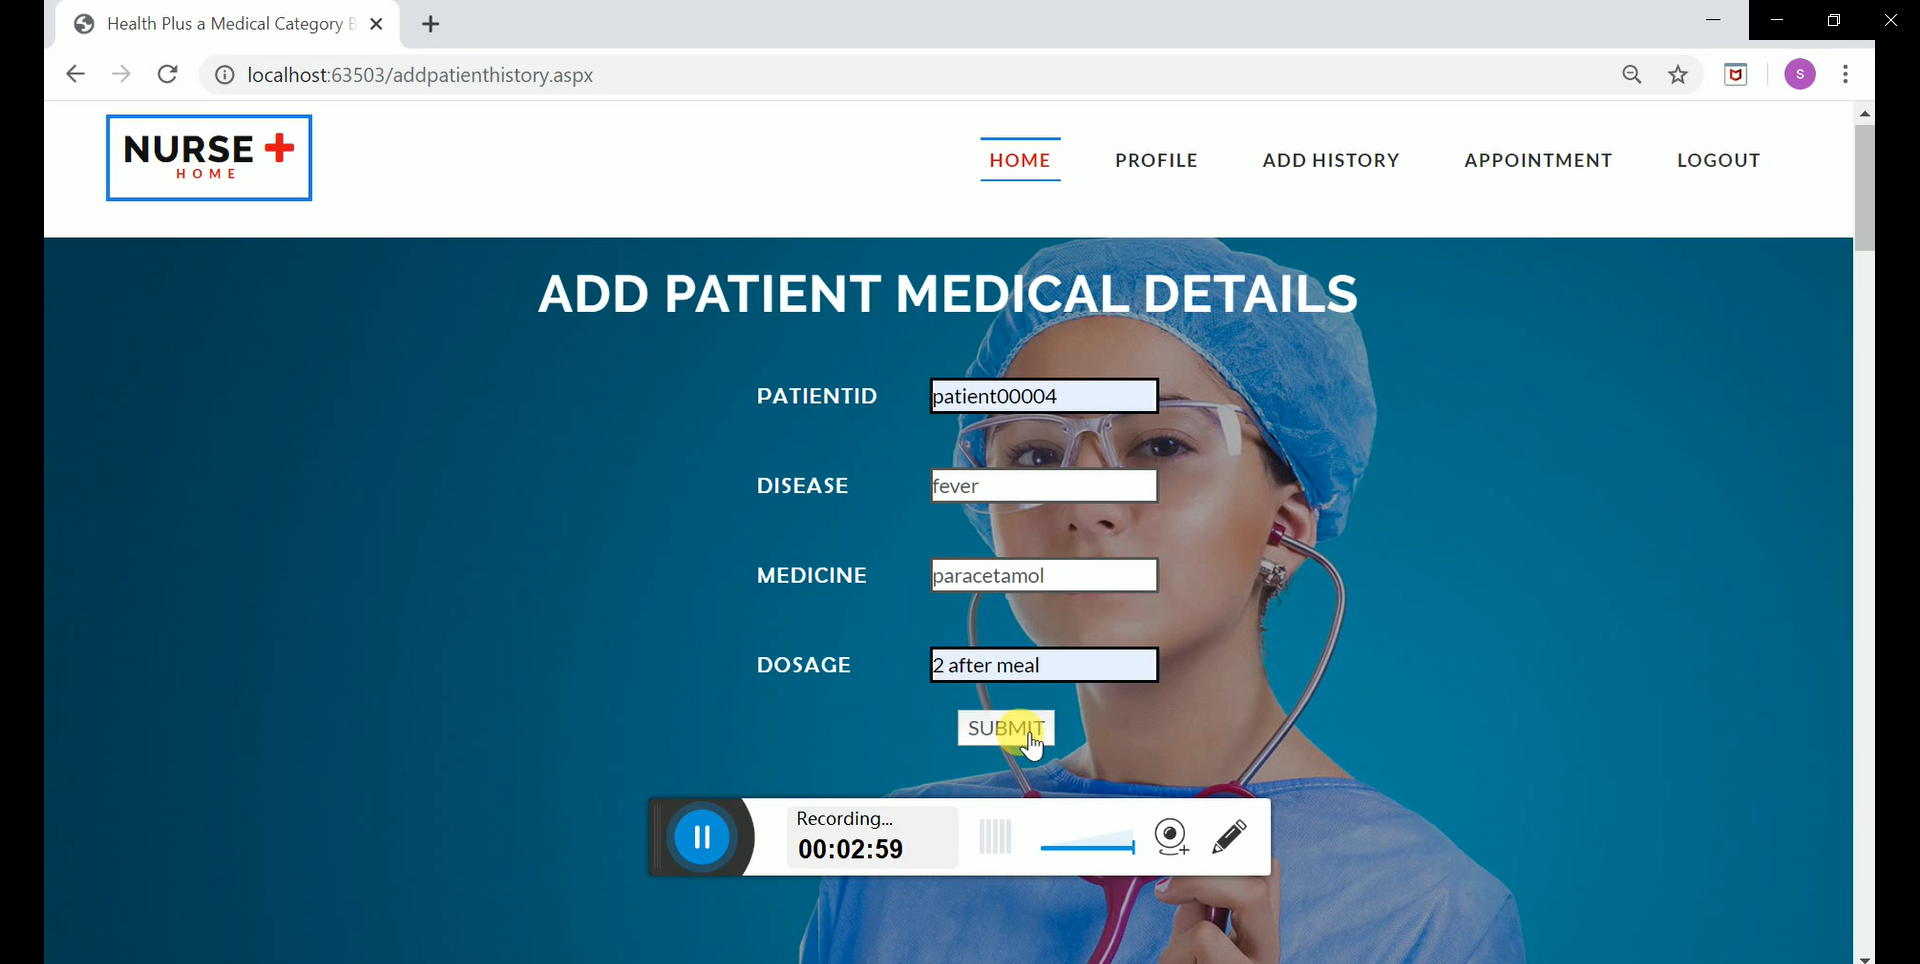 Health Plus a Medical Category B
localhost:63503/addpatienthistory.aspx
S
NURSE
HOME
HOME
PROFILE
ADD HISTORY
APPOINTMENT
LOGOUT
ADD PATIENT MEDICAL DETAILS
PATIENTID
patient00004
DISEASE
fever
MEDICINE
paracetamol
DOSAGE
2 after meal
SUBMIT
Recording...
00:02:59